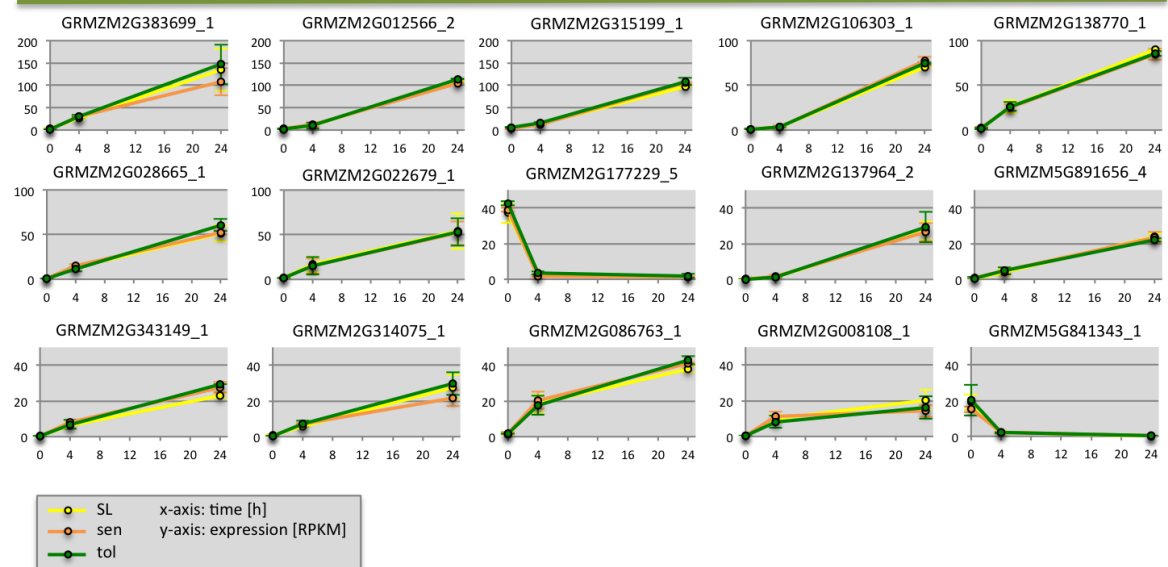 GRMZM2G383699_1 GRMZM2G012566_2 GRMZM2G315199_1 GRMZM2G106303_1 GRMZM2G138770_1
200 200 200 100 100
150 150 150
100 100 100 50 50
50 50 50
0 0 0 0 0
0 4 8 12 16 20 24 0 4 8 12 16 20 24 0 4 8 12 16 20 24 0 4 8 12 16 20 24 0 4 8 12 16 20 24
GRMZM2G028665_1 GRMZM2G022679_1 GRMZM2G177229_5 GRMZM2G137964_2 GRMZM5G891656_4
100 100 40 40 40
50 50 20 20 20
0 0 0 0 0
0 4 8 12 16 20 24 0 4 8 12 16 20 24 0 4 8 12 16 20 24 0 4 8 12 16 20 24 0 4 8 12 16 20 24
GRMZM2G343149_1 GRMZM2G314075_1 GRMZM2G086763_1 GRMZM2G008108_1 GRMZM5G841343_1
40 40 40 40 40
20 20 20 20 20
0 0 0 0 0
0 4 8 12 16 20 24 0 4 8 12 16 20 24 0 4 8 12 16 20 24 0 4 8 12 16 20 24 0 4 8 12 16 20 24
SL x-axis: time [h]
sen y-axis: expression [RPKM]
tol